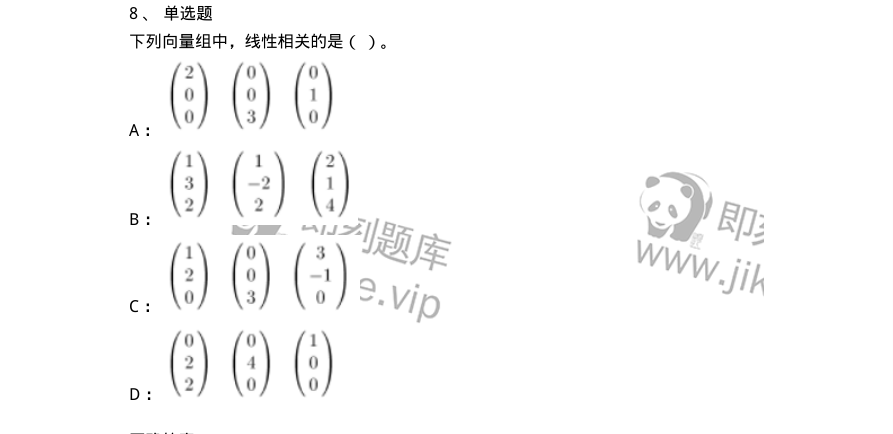 8 、 单选题
下列向量组中，线性相关的是（ ）。
A： (2 0 0) (0 0 3) (0 1 0)
B： (1 3 2) (1 −2 2) (2 1 4)
即刻题库
www.jik
C： (1 2 0) (0 0 3) (3 −1 0)
e.vip
D： (0 2 2) (0 4 0) (1 0 0)